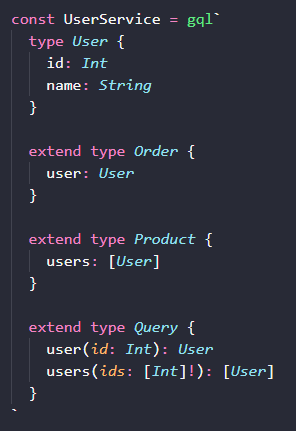 const UserService = gql`
  type User {
    id: Int
    name: String
  }

  extend type Order {
    user: User
  }

  extend type Product {
    users: [User]
  }

  extend type Query {
    user(id: Int): User
    users(ids: [Int]!): [User]
  }
`